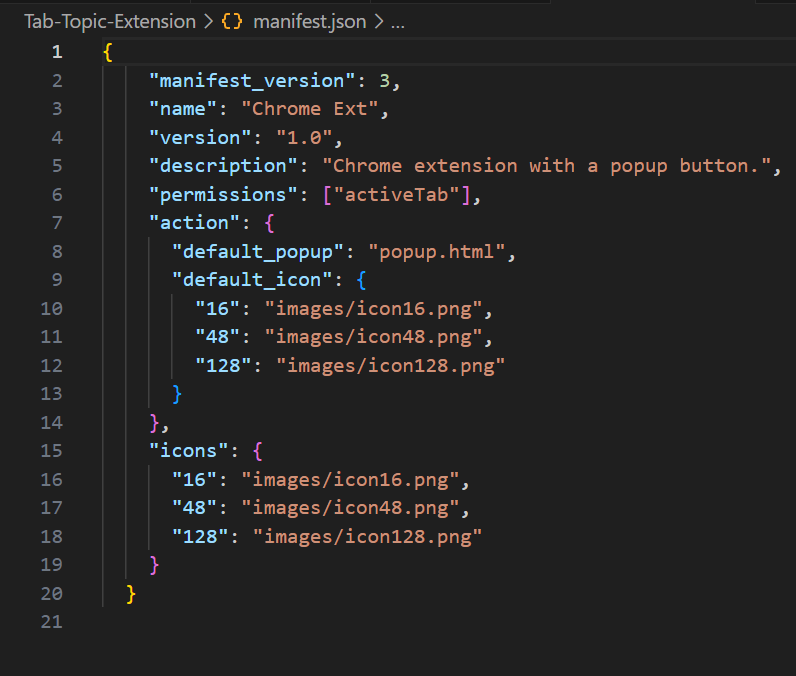 Tab-Topic-Extension > {} manifest.json > ...
1 {
2 "manifest_version": 3,
3 "name": "Chrome Ext",
4 "version": "1.0",
5 "description": "Chrome extension with a popup button.",
6 "permissions": ["activeTab"],
7 "action": {
8 "default_popup": "popup.html",
9 "default_icon": {
10 "16": "images/icon16.png",
11 "48": "images/icon48.png",
12 "128": "images/icon128.png"
13 }
14 },
15 "icons": {
16 "16": "images/icon16.png",
17 "48": "images/icon48.png",
18 "128": "images/icon128.png"
19 }
20 }
21